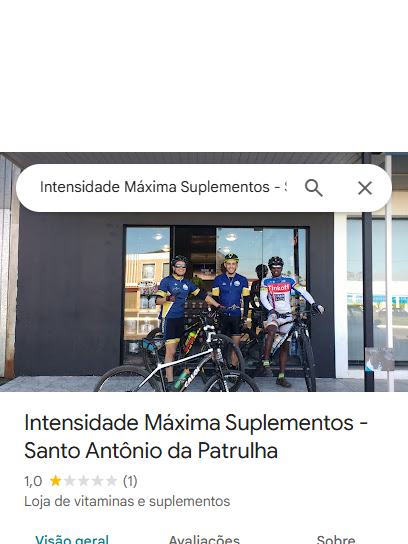 Intensidade Máxima Suplementos -
Tinkoff
Intensidade Máxima Suplementos -
Santo Antônio da Patrulha
1,0 (1)
Loja de vitaminas e suplementos
Visão geral Avaliações Sobre